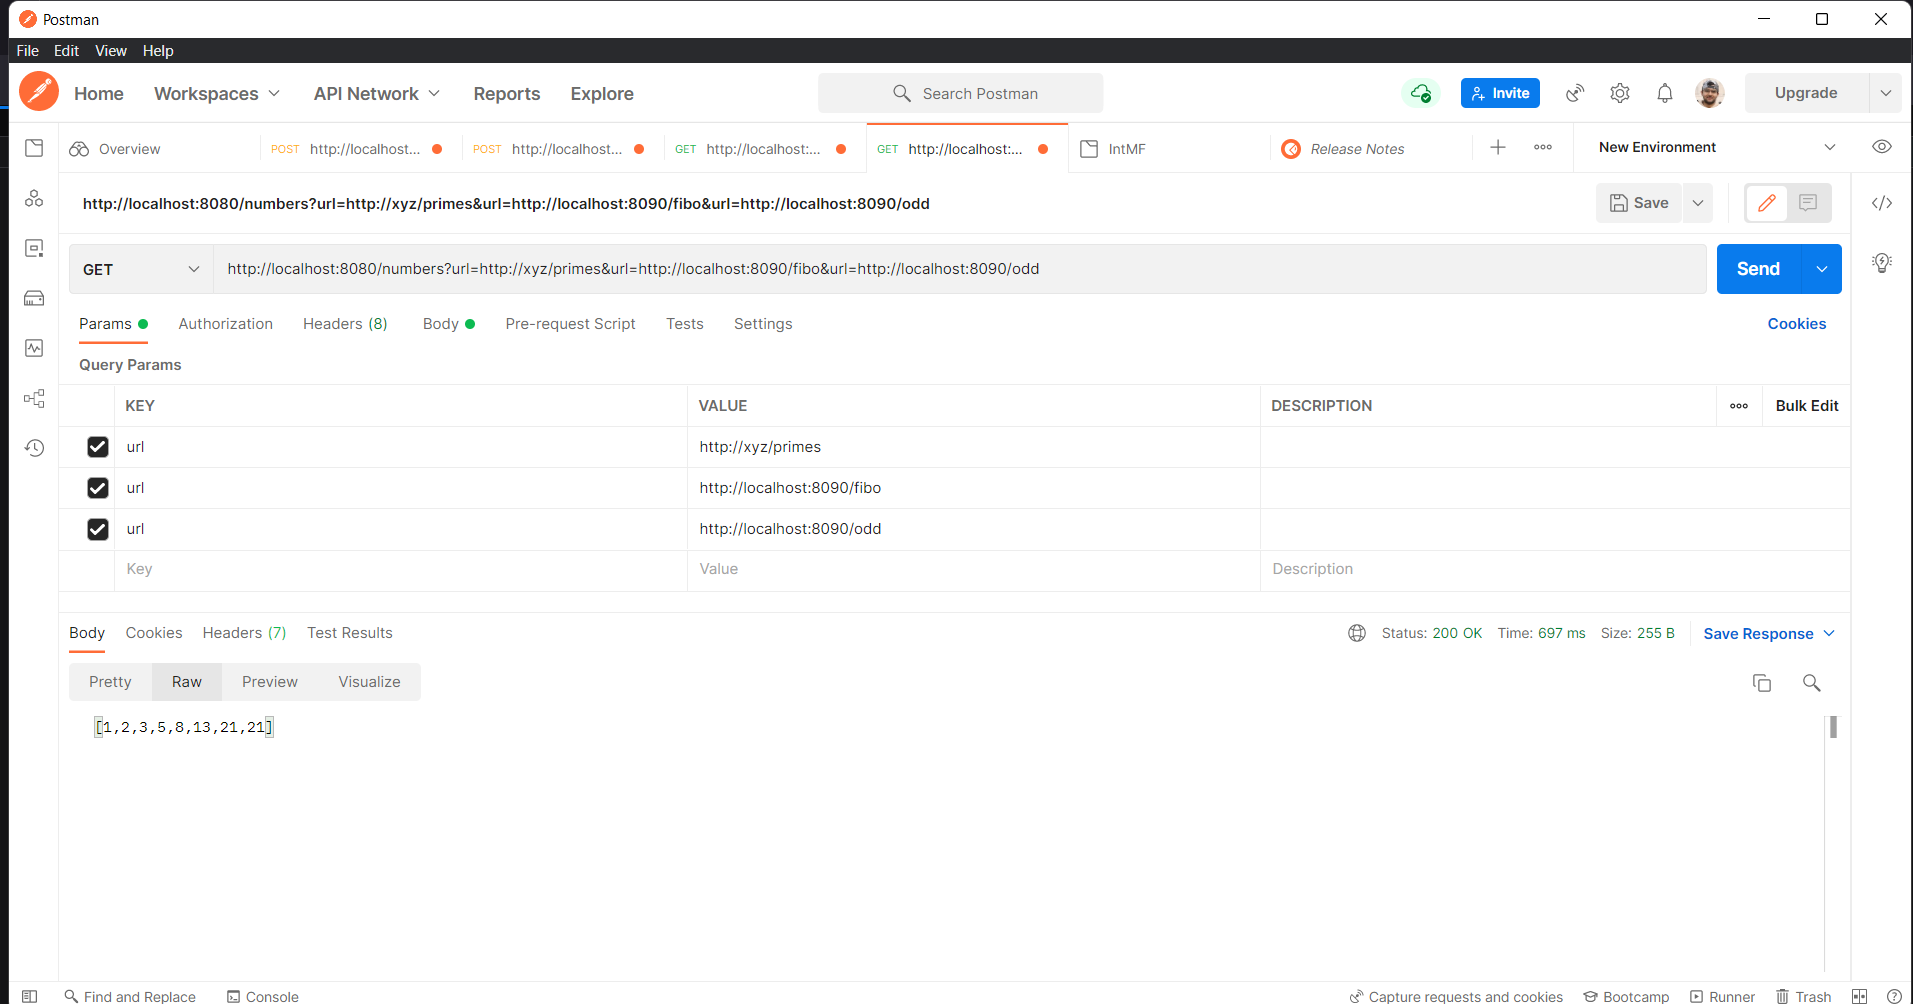 Postman
File Edit View Help
Home Workspaces API Network Reports Explore Search Postman Invite Upgrade
Overview POST http://localhost... POST http://localhost... GET http://localhost:... GET http://localhost:... IntMF Release Notes New Environment
http://localhost:8080/numbers?url=http://xyz/primes&url=http://localhost:8090/fibo&url=http://localhost:8090/odd Save
GET http://localhost:8080/numbers?url=http://xyz/primes&url=http://localhost:8090/fibo&url=http://localhost:8090/odd Send
Params Authorization Headers (8) Body Pre-request Script Tests Settings Cookies
Query Params
KEY VALUE DESCRIPTION Bulk Edit
url http://xyz/primes
url http://localhost:8090/fibo
url http://localhost:8090/odd
Key Value Description
Body Cookies Headers (7) Test Results Status: 200 OK Time: 697 ms Size: 255 B Save Response
Pretty Raw Preview Visualize
[1,2,3,5,8,13,21,21]
Find and Replace Console Capture requests and cookies Bootcamp Runner Trash